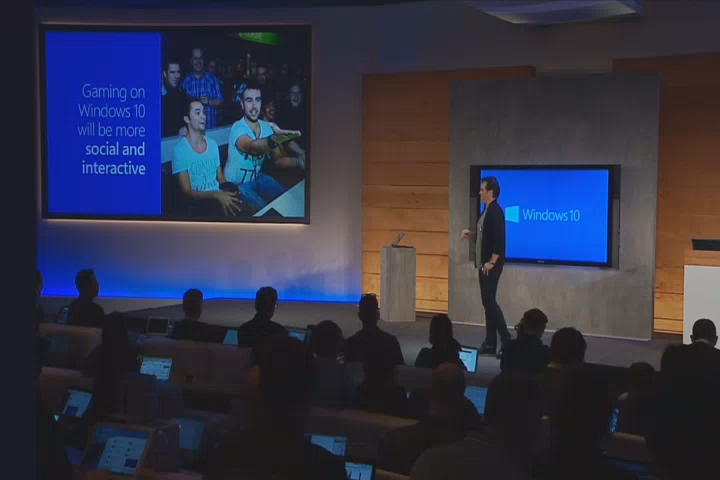 Gaming on
Windows 10
will be more
social and
interactive
Windows 10